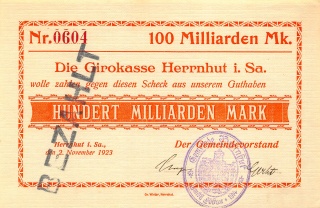 Nr. 0604 100 Milliarden Mk.
Die Girokasse Herrnhut i. Sa.
wolle zahlen gegen diesen Scheck aus unserem Guthaben
HUNDERT MILLIARDEN MARK
Herrnhut i. Sa.,
den 2. November 1923
Der Gemeindevorstand
BEZAHLT